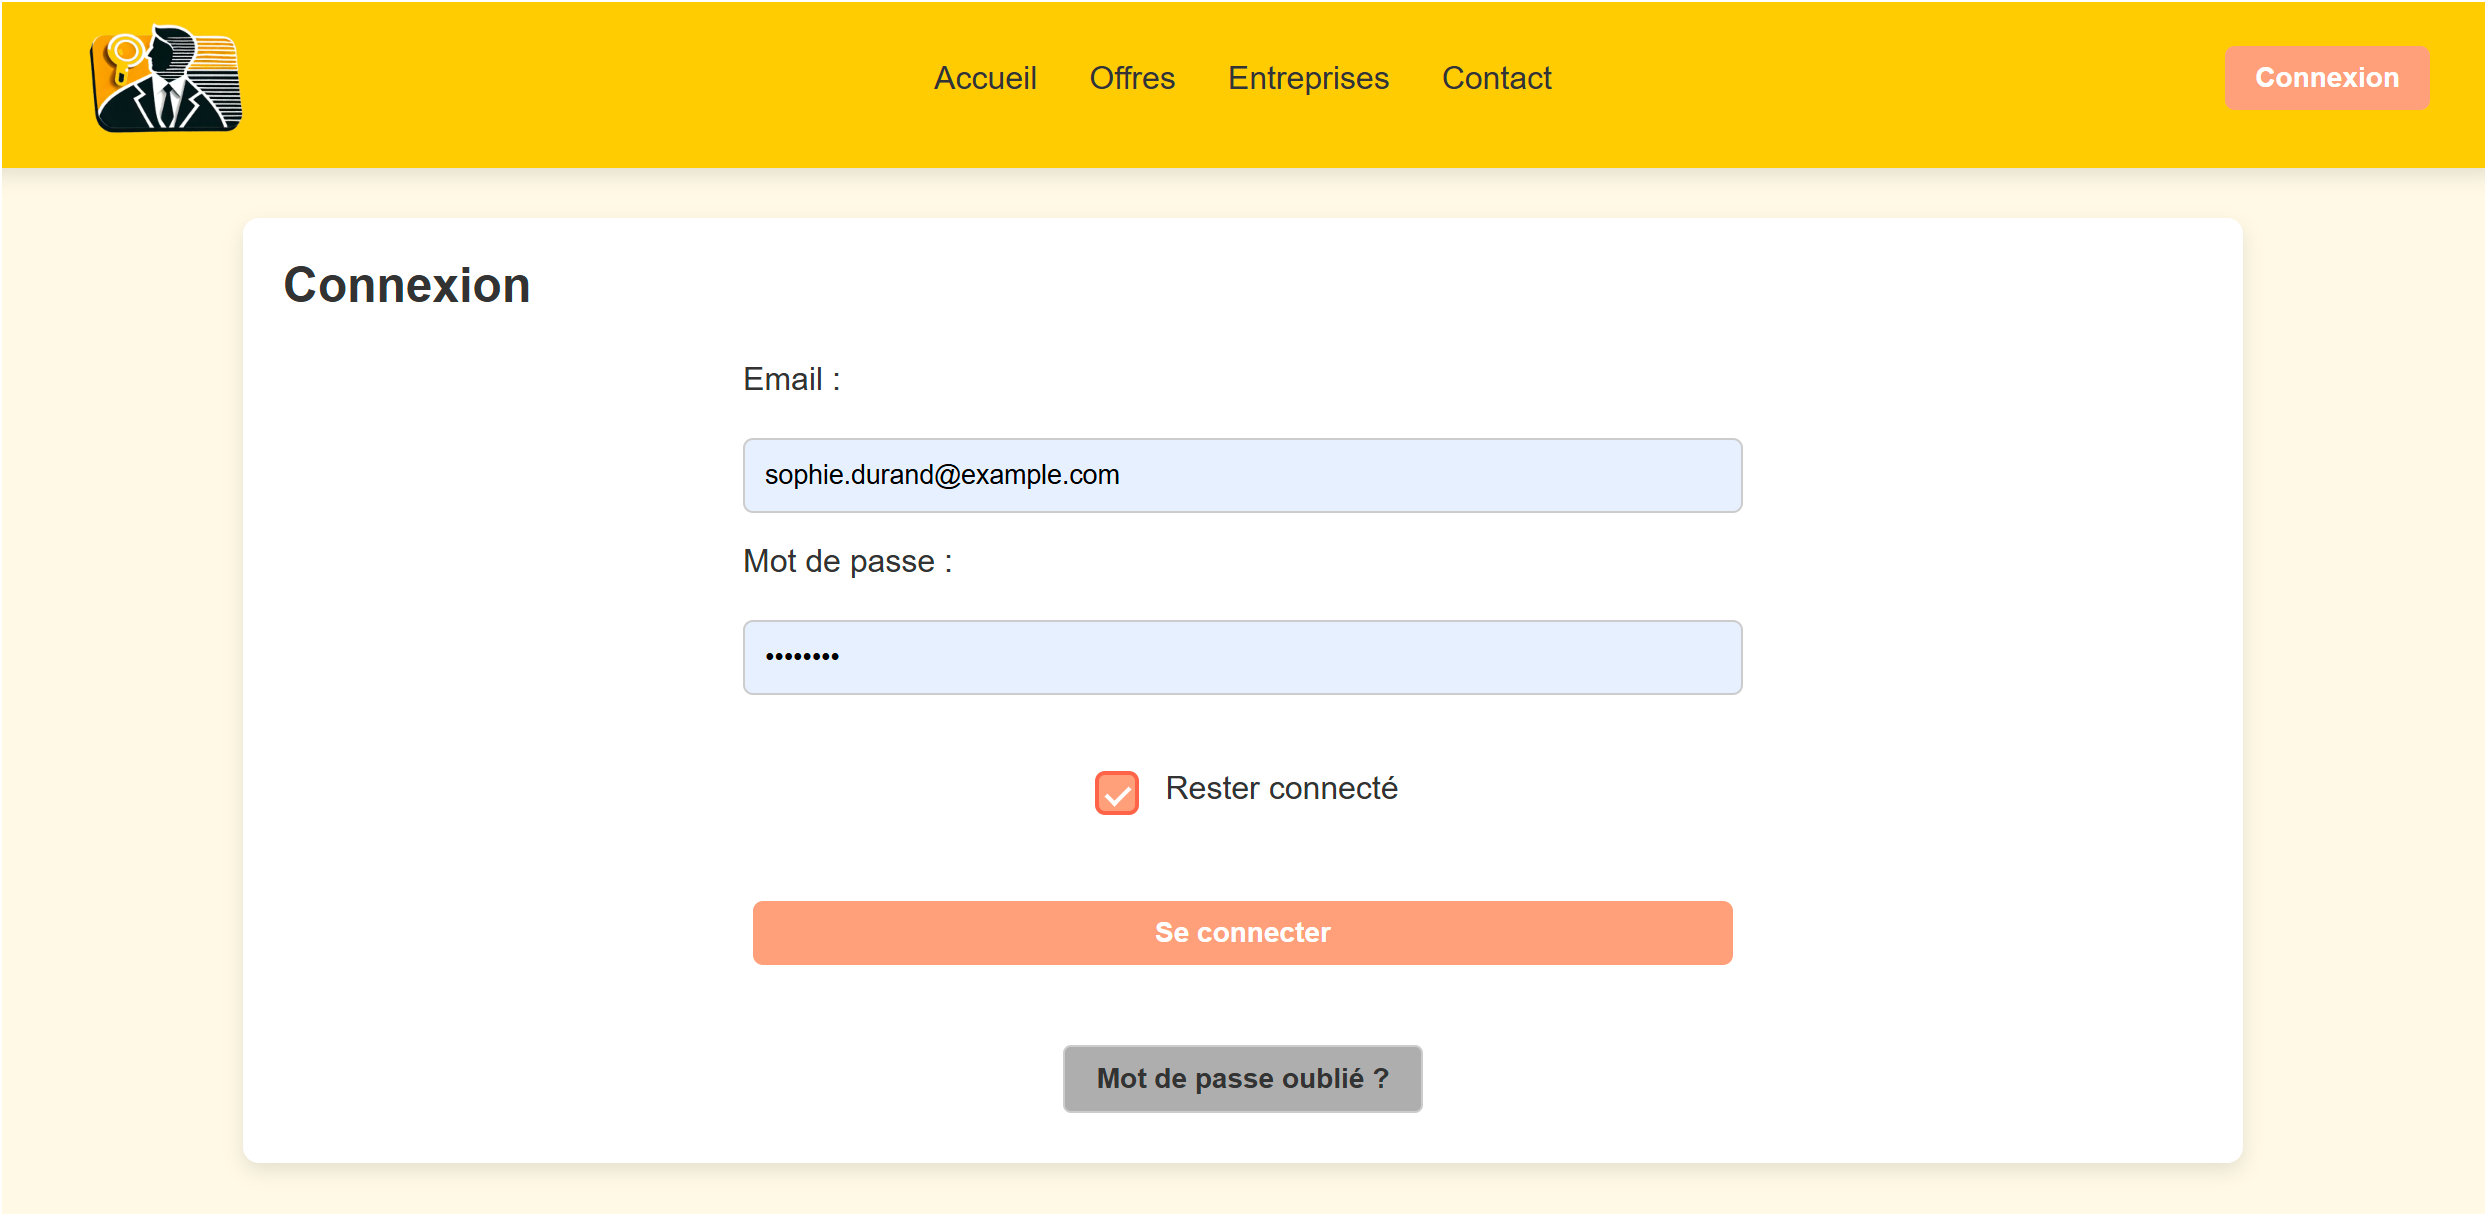 Accueil Offres Entreprises Contact Connexion
Connexion
Email :
sophie.durand@example.com
Mot de passe :
••••••••
Rester connecté
Se connecter
Mot de passe oublié ?